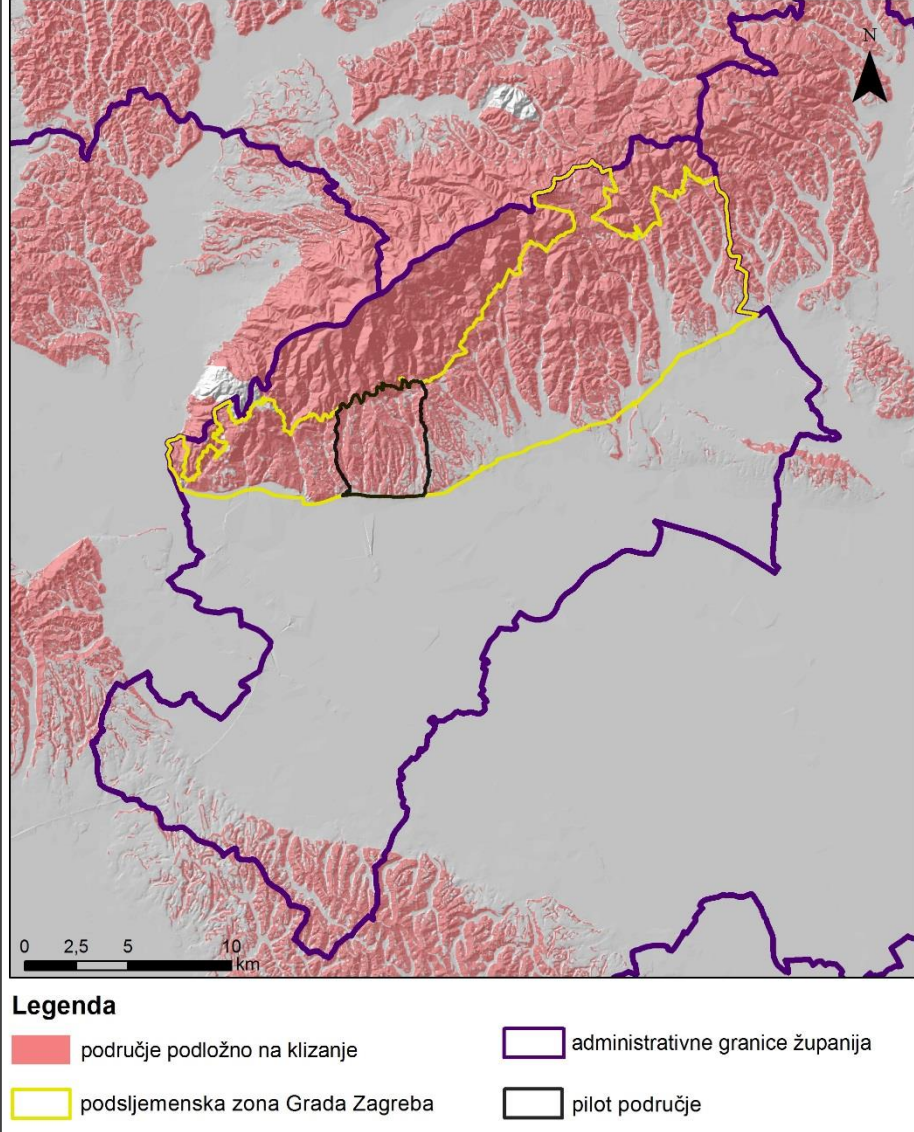 N
0 2,5 5 10
km
Legenda
područje podložno na klizanje
administrativne granice županija
podsljemenska zona Grada Zagreba
pilot područje